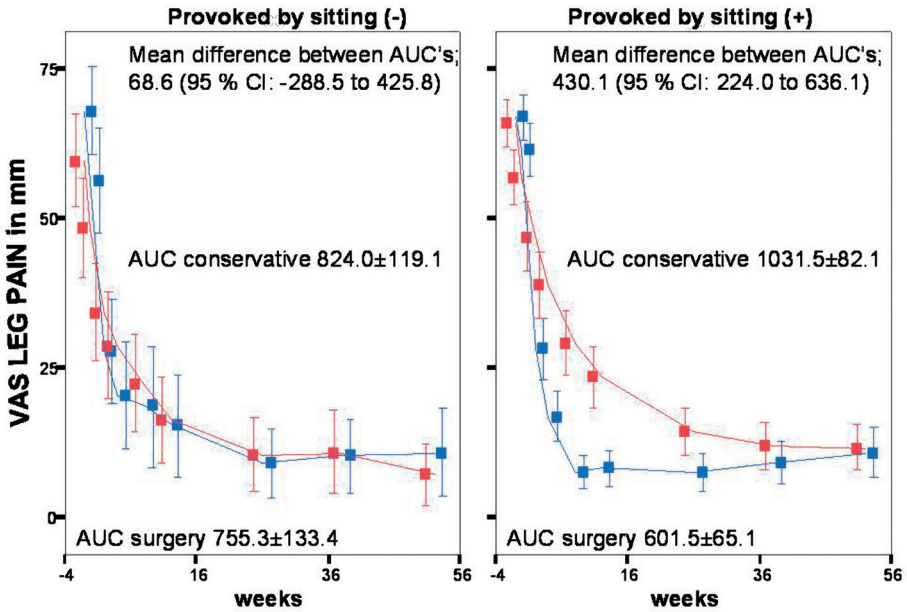 Provoked by sitting (-)
Provoked by sitting (+)
Mean difference between AUC's;
68.6 (95 % CI: -288.5 to 425.8)
Mean difference between AUC's;
430.1 (95 % CI: 224.0 to 636.1)
VAS LEG PAIN in mm
75
50
25
0
AUC conservative 824.0±119.1
AUC conservative 1031.5±82.1
AUC surgery 755.3±133.4
AUC surgery 601.5±65.1
-4 16 36 56
-4 16 36 56
weeks
weeks